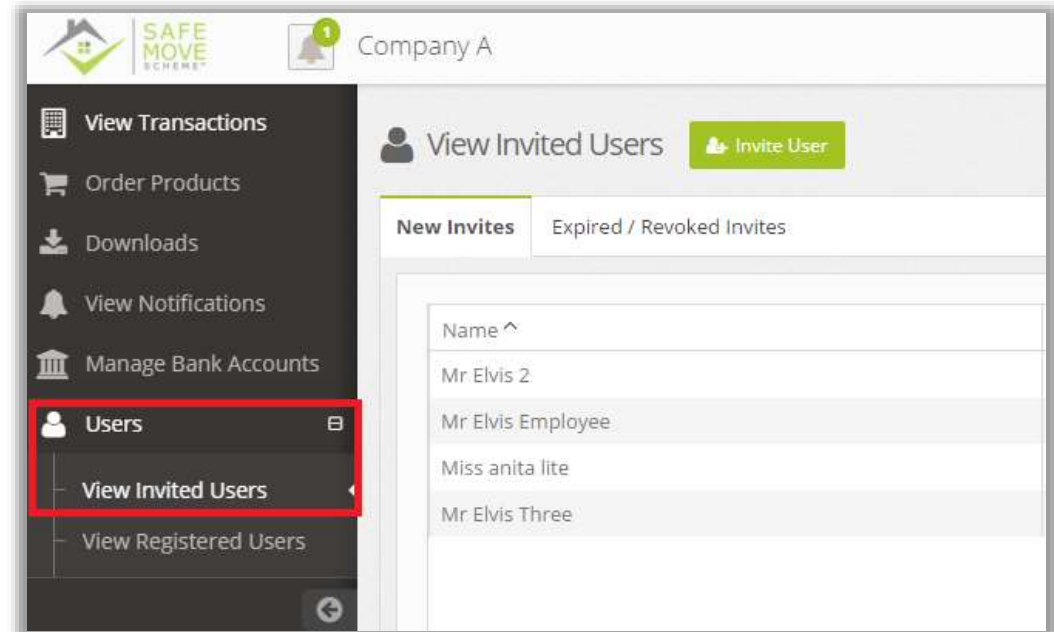 SAFE
MOVE
SCHEME
1
Company A
View Transactions
Order Products
Downloads
View Notifications
Manage Bank Accounts
Users
View Invited Users
View Registered Users
View Invited Users
Invite User
New Invites
Expired / Revoked Invites
Name
Mr Elvis 2
Mr Elvis Employee
Miss anita lite
Mr Elvis Three